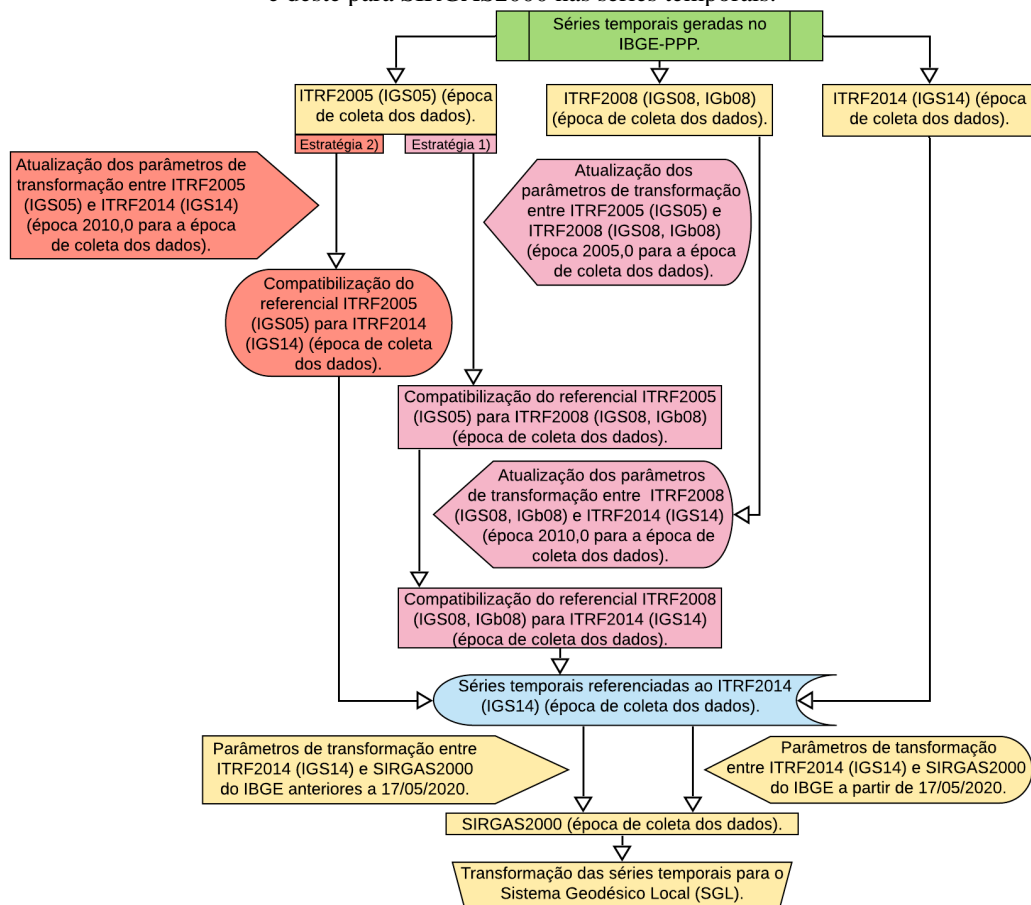 e deste para SIRGAS2000 nas séries temporais.
Séries temporais geradas no
IBGE-PPP.
ITRF2005 (IGS05) (época
de coleta dos dados).
ITRF2008 (IGS08, IGb08)
(época de coleta dos dados).
ITRF2014 (IGS14) (época
de coleta dos dados).
Estratégia 2)
Estratégia 1)
Atualização dos parâmetros de
transformação entre ITRF2005
(IGS05) e ITRF2014 (IGS14)
(época 2010,0 para a época
de coleta dos dados).
Atualização dos
parâmetros de transformação
entre ITRF2005 (IGS05) e
ITRF2008 (IGS08, IGb08)
(época 2005,0 para a época
de coleta dos dados).
Compatibilização do
referencial ITRF2005
(IGS05) para ITRF2014
(IGS14) (época de coleta
dos dados).
Compatibilização do referencial ITRF2005
(IGS05) para ITRF2008 (IGS08, IGb08)
(época de coleta dos dados).
Atualização dos parâmetros
de transformação entre ITRF2008
(IGS08, IGb08) e ITRF2014 (IGS14)
(época 2010,0 para a época de
coleta dos dados).
Compatibilização do referencial ITRF2008
(IGS08, IGb08) para ITRF2014 (IGS14)
(época de coleta dos dados).
Séries temporais referenciadas ao ITRF2014
(IGS14) (época de coleta dos dados).
Parâmetros de transformação entre
ITRF2014 (IGS14) e SIRGAS2000
do IBGE anteriores a 17/05/2020.
Parâmetros de tansformação
entre ITRF2014 (IGS14) e SIRGAS2000
do IBGE a partir de 17/05/2020.
SIRGAS2000 (época de coleta dos dados).
Transformação das séries temporais para o
Sistema Geodésico Local (SGL).